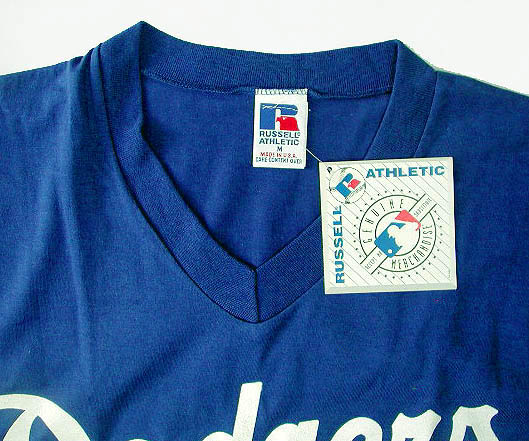 RUSSELL
ATHLETIC
M
MADE IN U.S.A.
RUSSELL
ATHLETIC
GENUINE
MERCHANDISE
Dodgers